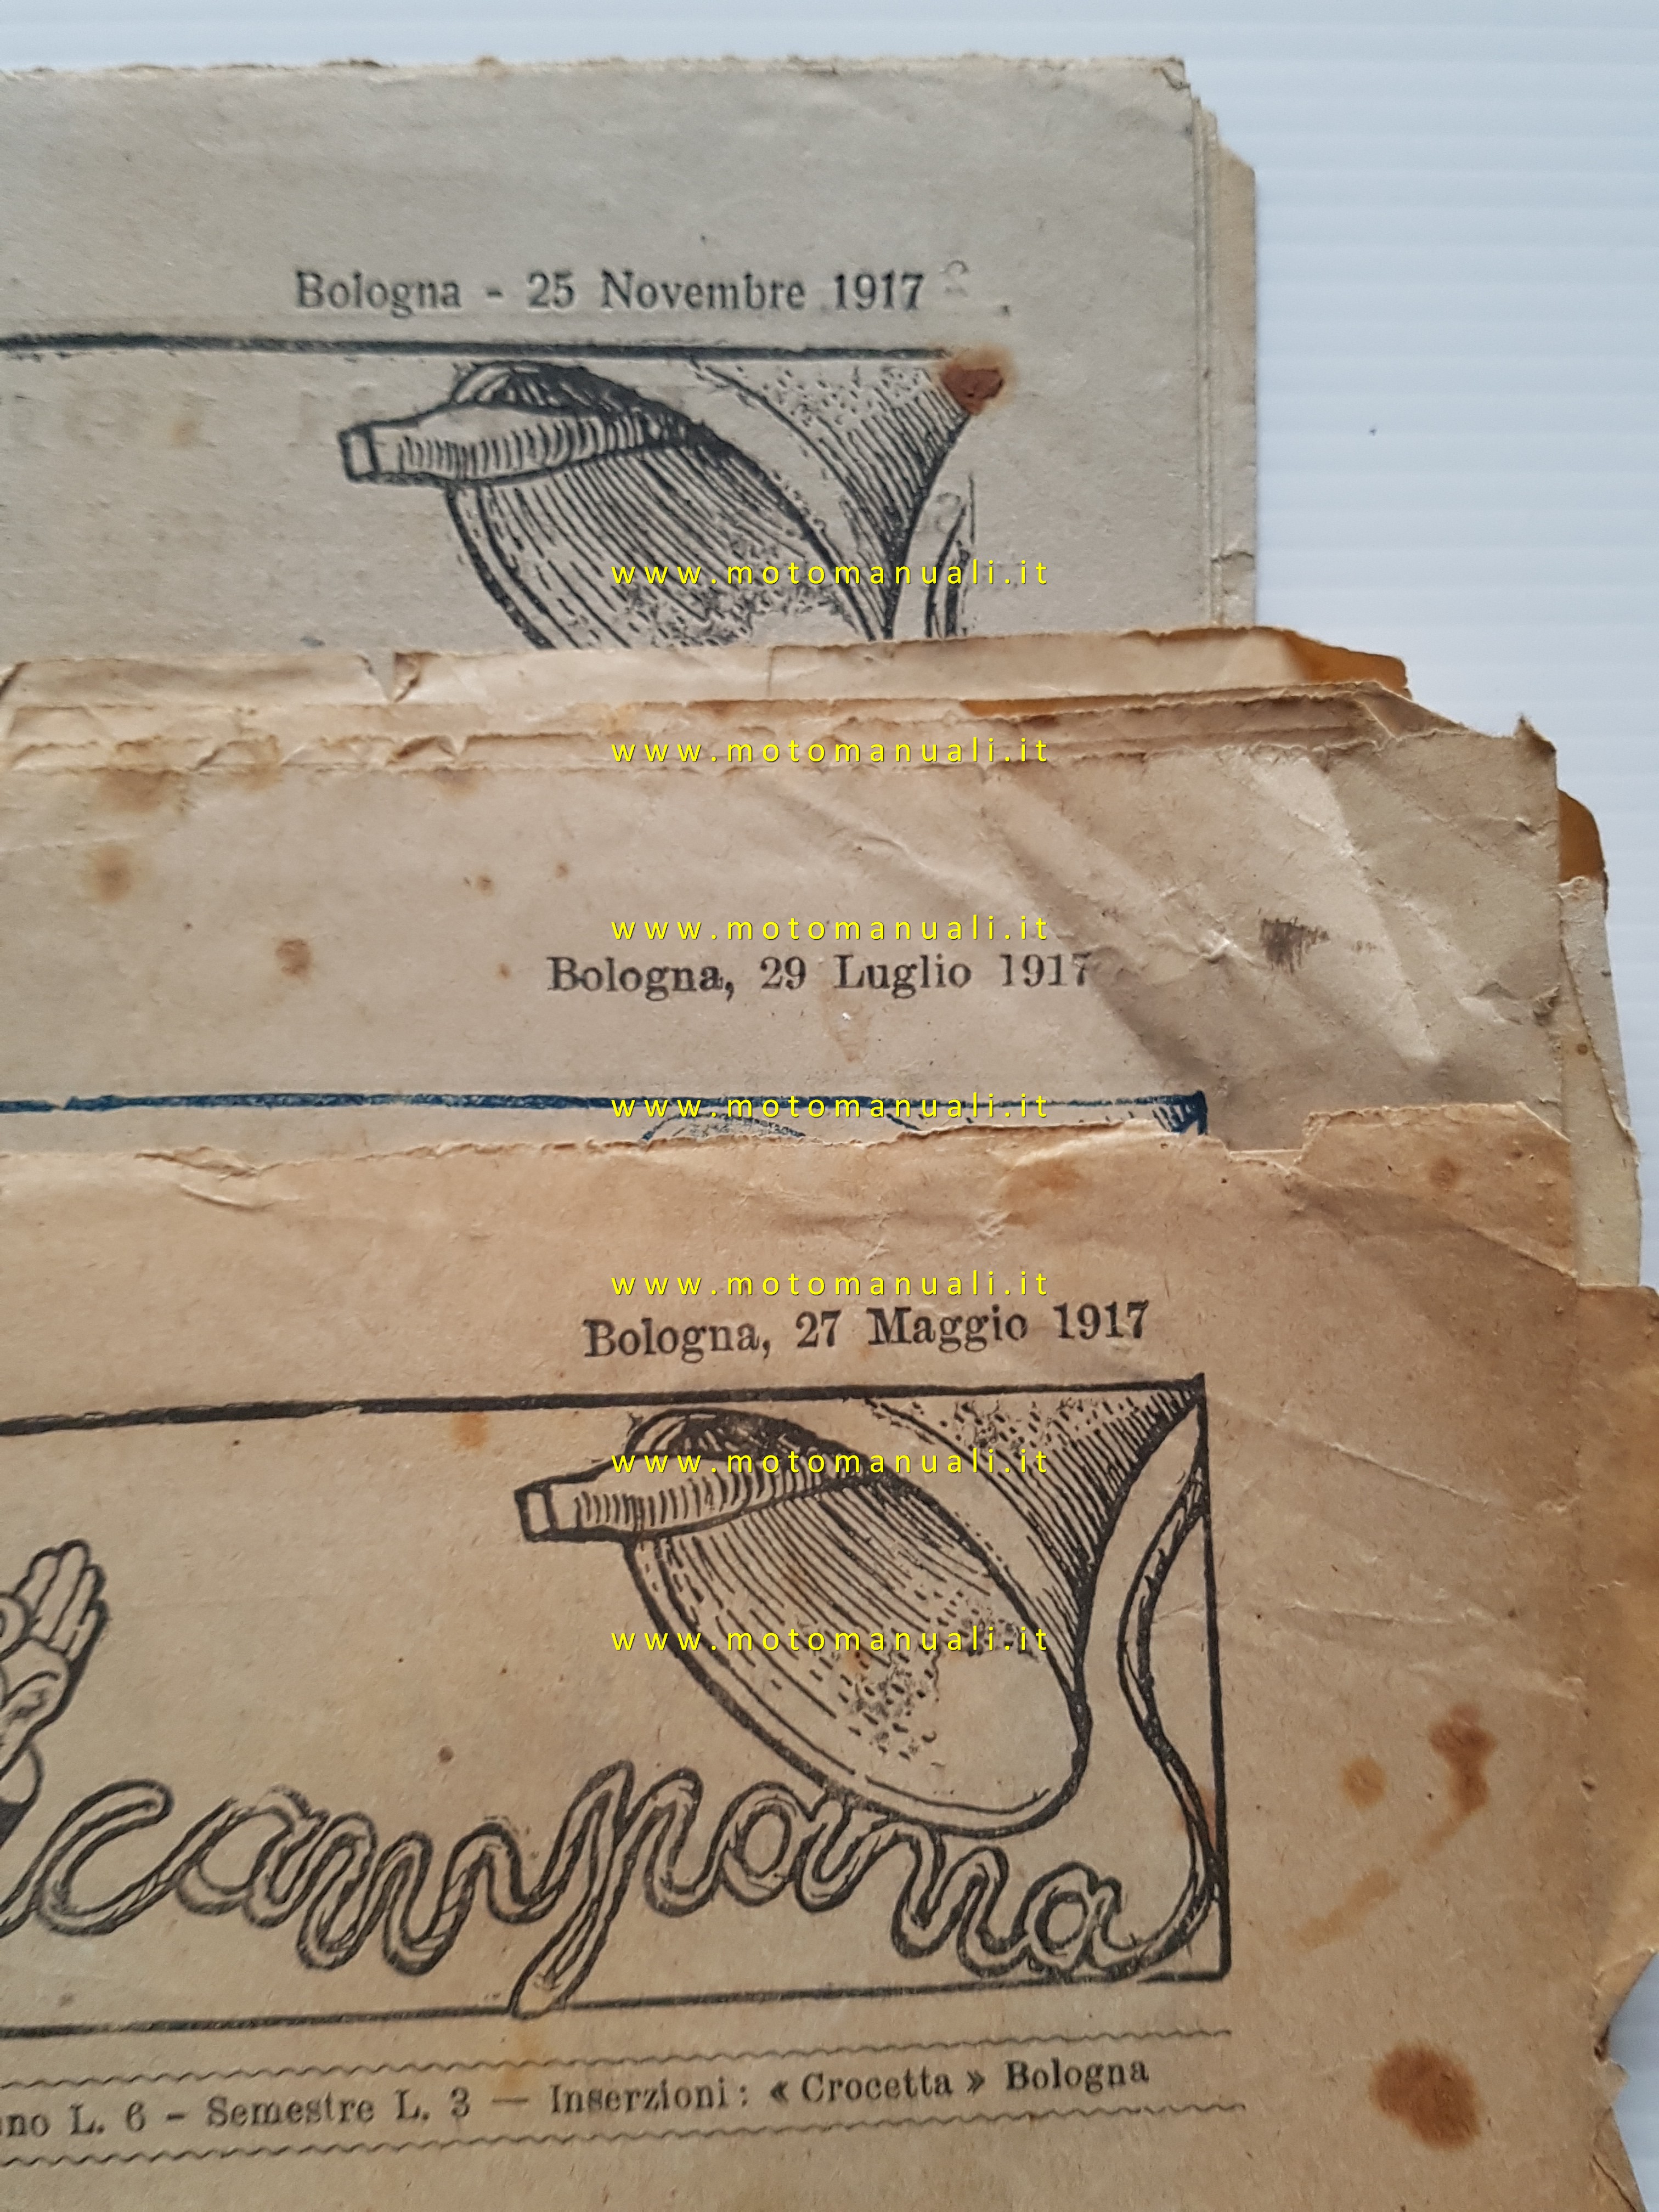 Bologna - 25 Novembre 1917
www.motomanuali.it
www.motomanuali.it
www.motomanuali.it
Bologna, 29 Luglio 1917
www.motomanuali.it
www.motomanuali.it
Bologna, 27 Maggio 1917
www.motomanuali.it
www.motomanuali.it
campana
L. 6 - Semestre L. 3 — Inserzioni: « Crocetta » Bologna